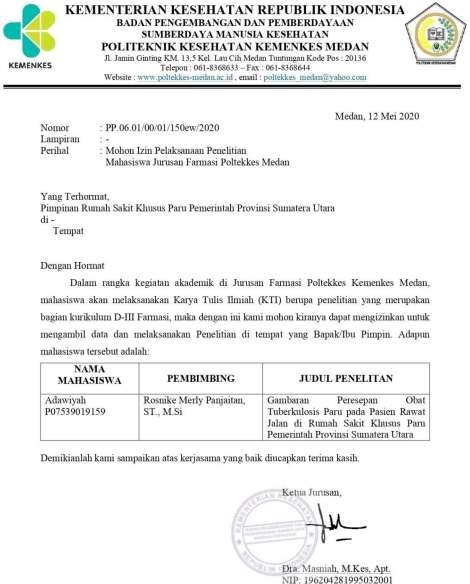 KEMENTERIAN KESEHATAN REPUBLIK INDONESIA
BADAN PENGEMBANGAN DAN PEMBERDAYAAN
SUMBERDAYA MANUSIA KESEHATAN
POLITEKNIK KESEHATAN KEMENKES MEDAN
Jl. Jamin Ginting KM. 13,5 Kel. Lau Cih Medan Tuntungan Kode Pos : 20136
Telepon : 061-8368633 – Fax : 061-8368644
Website : www.poltekkes-medan.ac.id , email : poltekkes_medan@yahoo.com
KEMENKES
Medan, 12 Mei 2020
Nomor : PP.06.01/00/01/150ew/2020
Lampiran : -
Perihal : Mohon Izin Pelaksanaan Penelitian
Mahasiswa Jurusan Farmasi Poltekkes Medan
Yang Terhormat,
Pimpinan Rumah Sakit Khusus Paru Pemerintah Provinsi Sumatera Utara
di -
Tempat
Dengan Hormat
Dalam rangka kegiatan akademik di Jurusan Farmasi Poltekkes Kemenkes Medan,
mahasiswa akan melaksanakan Karya Tulis Ilmiah (KTI) berupa penelitian yang merupakan
bagian kurikulum D-III Farmasi, maka dengan ini kami mohon kiranya dapat mengizinkan untuk
mengambil data dan melaksanakan Penelitian di tempat yang Bapak/Ibu Pimpin. Adapun
mahasiswa tersebut adalah:
NAMA MAHASISWA
PEMBIMBING
JUDUL PENELITAN
Adawiyah
P07539019159
Rosnike Merly Panjaitan,
ST., M.Si
Gambaran Peresepan Obat
Tuberkulosis Paru pada Pasien Rawat
Jalan di Rumah Sakit Khusus Paru
Pemerintah Provinsi Sumatera Utara
Demikianlah kami sampaikan atas kerjasama yang baik diucapkan terima kasih.
Ketua Jurusan,
Dra. Masniah, M.Kes, Apt.
NIP: 196204281995032001